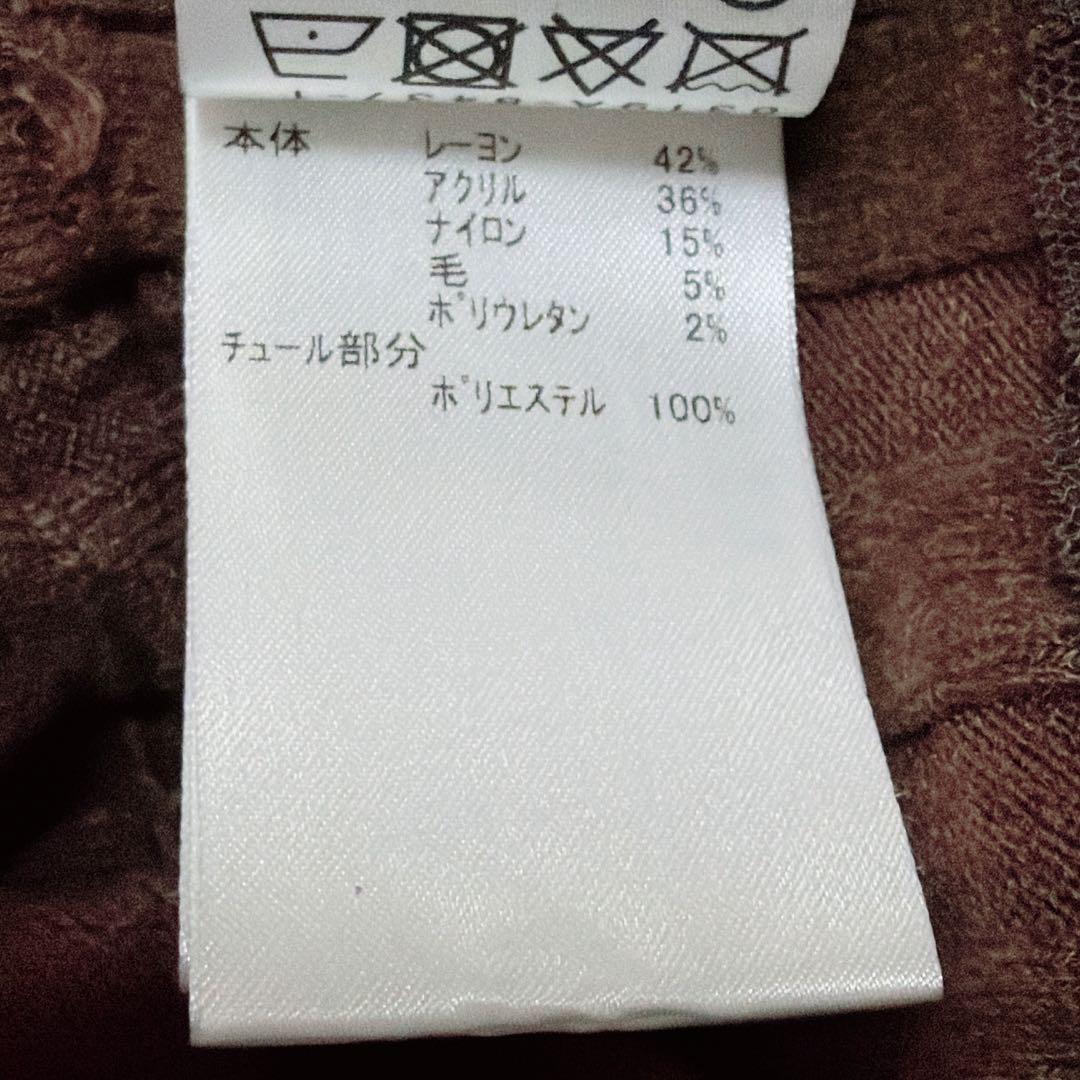 本体 レーヨン 42%
アクリル 36%
ナイロン 15%
毛 5%
ポリウレタン 2%
チュール部分
ポリエステル 100%